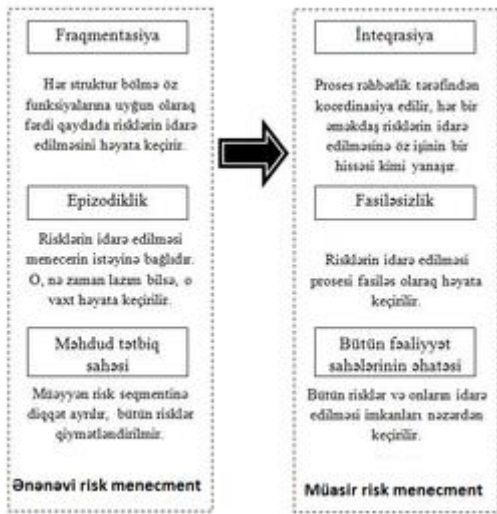 Fraqmentasiya
Hər struktur bölmə öz
funksiyalarına uyğun olaraq
fərdi qaydada risklərin idarə
edilməsini həyata keçirir.
Epizodiklik
Risklərin idarə edilməsi
menecerin istəyinə bağlıdır.
O, nə zaman lazım bilsə, o
vaxt həyata keçirilir.
Məhdud tətbiq
sahəsi
Müəyyən risk seqmentinə
diqqət ayrılır, bütün risklər
qiymətləndirilmir.
Ənənəvi risk menecment
İnteqrasiya
Proses rəhbərlik tərəfindən
koordinasiya edilir, hər bir
əməkdaş risklərin idarə
edilməsinə öz işinin bir
hissəsi kimi yanaşır.
Fasiləsizlik
Risklərin idarə edilməsi
prosesi fasiləs olaraq həyata
keçirilir.
Bütün fəaliyyət
sahələrinin əhatəsi
Bütün risklər və onların idarə
edilməsi imkanları nəzərdən
keçirilir.
Müasir risk menecment